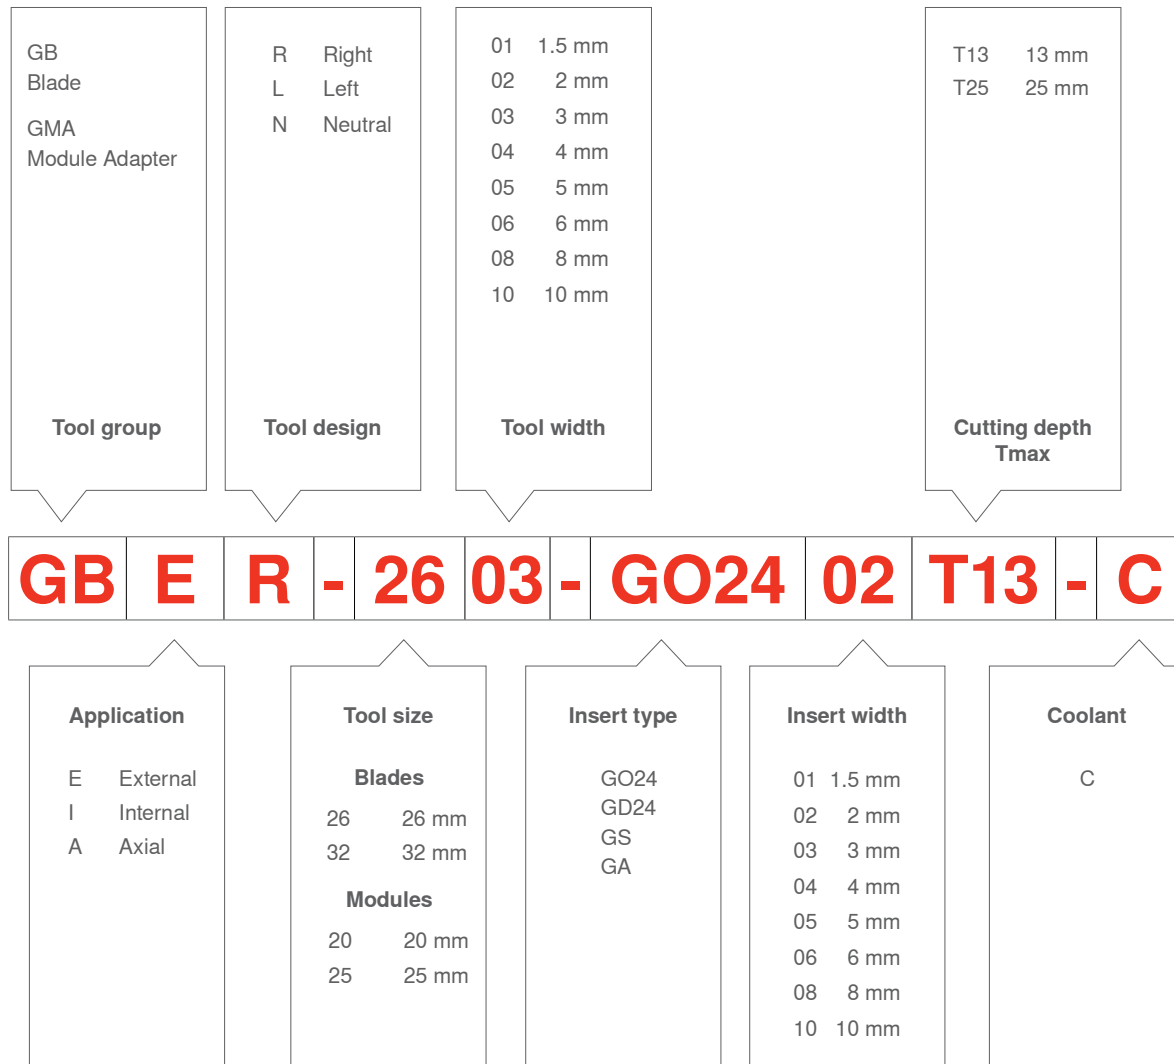 GB
Blade
GMA
Module Adapter
Tool group
R Right
L Left
N Neutral
Tool design
01 1.5 mm
02 2 mm
03 3 mm
04 4 mm
05 5 mm
06 6 mm
08 8 mm
10 10 mm
Tool width
T13 13 mm
T25 25 mm
Cutting depth
Tmax
GB E R - 26 03 - GO24 02 T13 - C
Application
E External
I Internal
A Axial
Tool size
Blades
26 26 mm
32 32 mm
Modules
20 20 mm
25 25 mm
Insert type
GO24
GD24
GS
GA
Insert width
01 1.5 mm
02 2 mm
03 3 mm
04 4 mm
05 5 mm
06 6 mm
08 8 mm
10 10 mm
Coolant
C